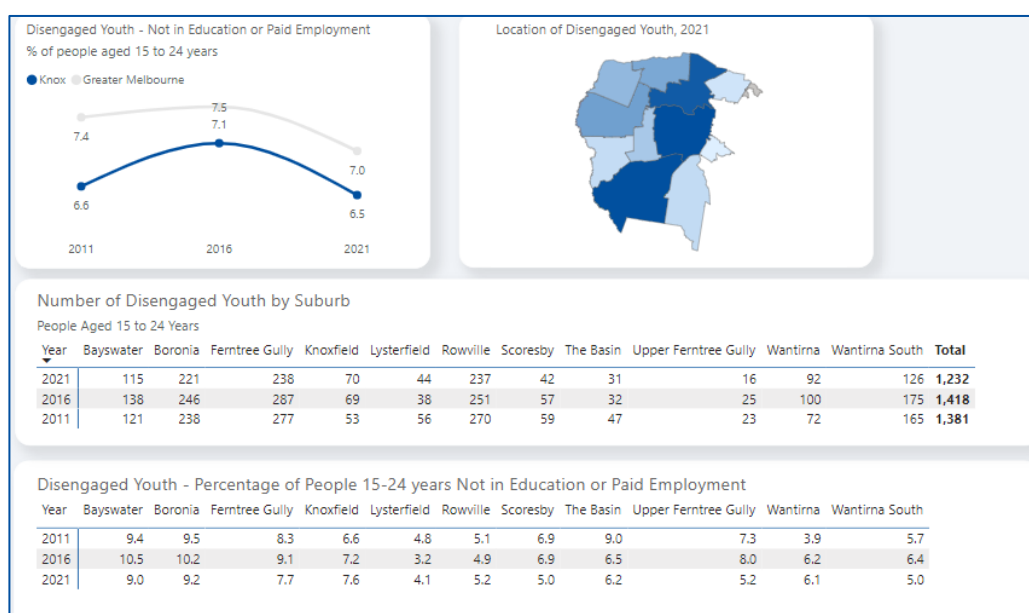 Disengaged Youth - Not in Education or Paid Employment
% of people aged 15 to 24 years
Knox Greater Melbourne
7.5
7.4
7.1
7.0
6.6
6.5
2011 2016 2021
Location of Disengaged Youth, 2021
Number of Disengaged Youth by Suburb
People Aged 15 to 24 Years
Year Bayswater Boronia Ferntree Gully Knoxfield Lysterfield Rowville Scoresby The Basin Upper Ferntree Gully Wantirna Wantirna South Total
2021 115 221 238 70 44 237 42 31 16 92 126 1,232
2016 138 246 287 69 38 251 57 32 25 100 175 1,418
2011 121 238 277 53 56 270 59 47 23 72 165 1,381
Disengaged Youth - Percentage of People 15-24 years Not in Education or Paid Employment
Year Bayswater Boronia Ferntree Gully Knoxfield Lysterfield Rowville Scoresby The Basin Upper Ferntree Gully Wantirna Wantirna South
2011 9.4 9.5 8.3 6.6 4.8 5.1 6.9 9.0 7.3 3.9 5.7
2016 10.5 10.2 9.1 7.2 3.2 4.9 6.9 6.5 8.0 6.2 6.4
2021 9.0 9.2 7.7 7.6 4.1 5.2 5.0 6.2 5.2 6.1 5.0